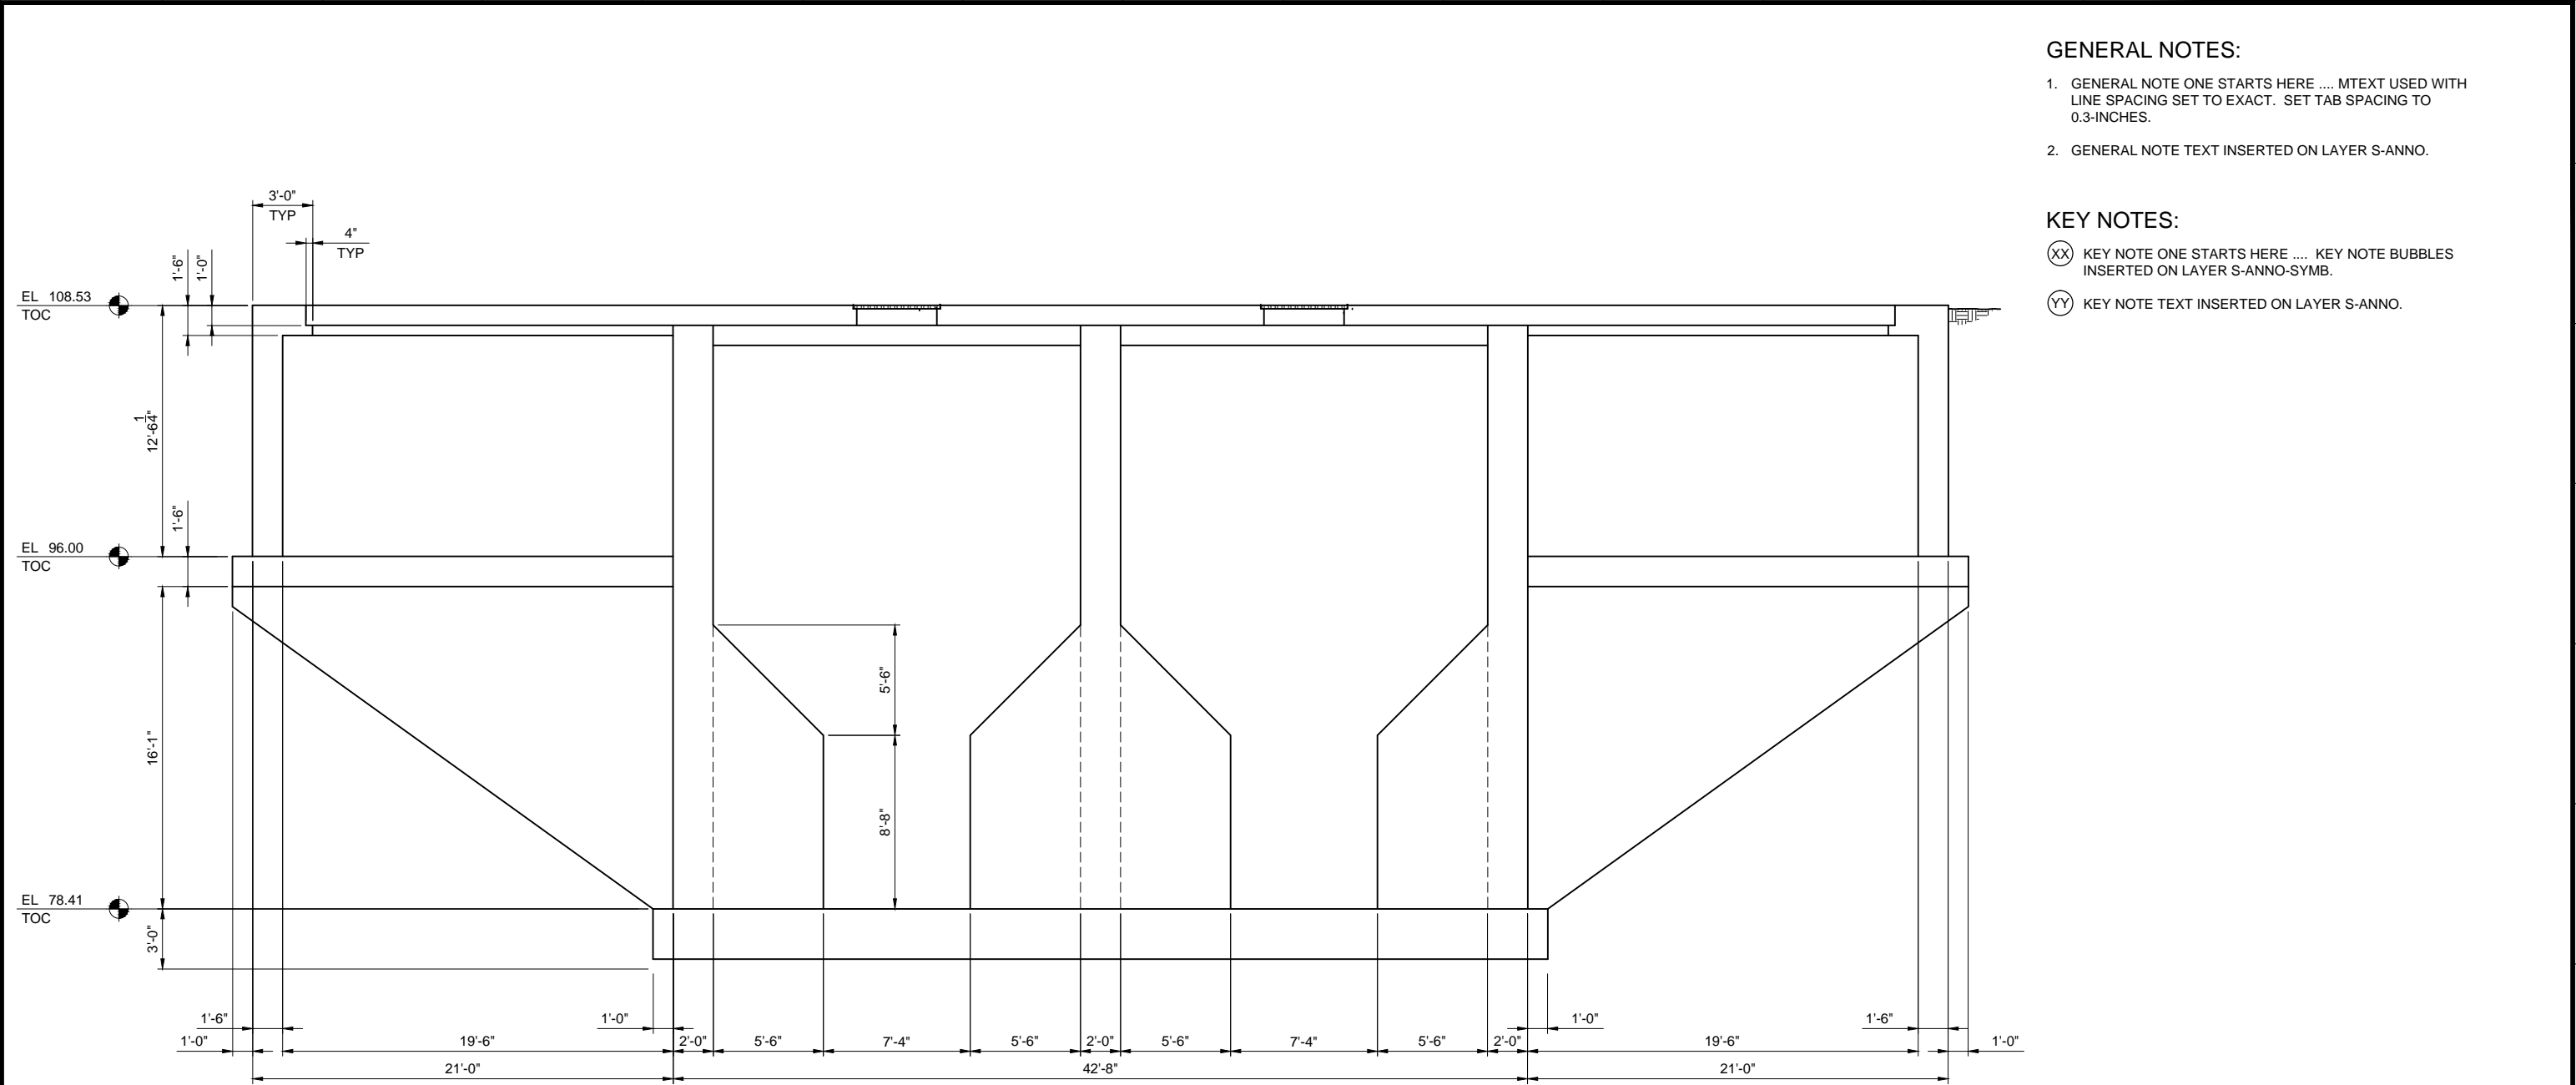 GENERAL NOTES:
1. GENERAL NOTE ONE STARTS HERE .... MTEXT USED WITH
LINE SPACING SET TO EXACT. SET TAB SPACING TO
0.3-INCHES.
2. GENERAL NOTE TEXT INSERTED ON LAYER S-ANNO.
KEY NOTES:
XX KEY NOTE ONE STARTS HERE .... KEY NOTE BUBBLES
INSERTED ON LAYER S-ANNO-SYMB.
YY KEY NOTE TEXT INSERTED ON LAYER S-ANNO.
3'-0"
TYP
4"
TYP
1'-6"
1'-0"
EL 108.53
TOC
12'-6 1/4"
1'-6"
EL 96.00
TOC
5'-6"
16'-1"
8'-8"
EL 78.41
TOC
3'-0"
1'-6"
1'-0"
1'-0"
1'-6"
1'-0"
19'-6"
2'-0"
5'-6"
7'-4"
5'-6"
2'-0"
5'-6"
7'-4"
5'-6"
2'-0"
19'-6"
1'-0"
21'-0"
42'-8"
21'-0"